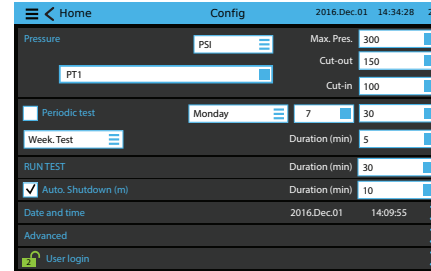 Home Config 2016.Dec.01 14:34:28 2
Pressure PSI Max. Pres. 300
Cut-out 150
PT1
Cut-in 100
Periodic test Monday 7 30
Week. Test Duration (min) 5
RUN TEST Duration (min) 30
Auto. Shutdown (m) Duration (min) 10
Date and time 2016.Dec.01 14:09:55
Advanced
2 User login